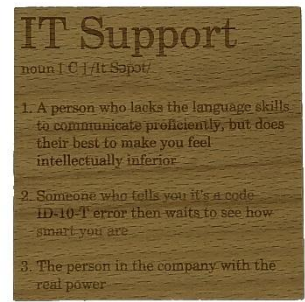 IT Support
noun [ C ] /It Səpɔt/
1. A person who lacks the language skills
to communicate proficiently, but does
their best to make you feel
intellectually inferior
2. Someone who tells you it's a code
ID-10-T error then waits to see how
smart you are
3. The person in the company with the
real power